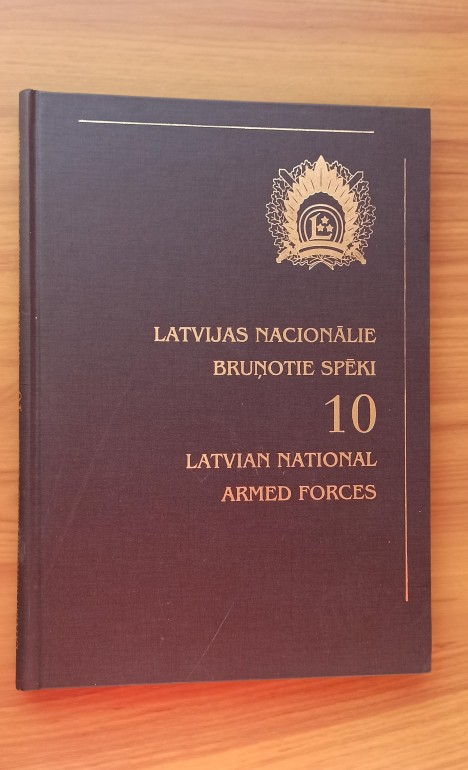 L
LATVIJAS NACIONĀLIE
BRUŅOTIE SPĒKI
10
LATVIAN NATIONAL
ARMED FORCES